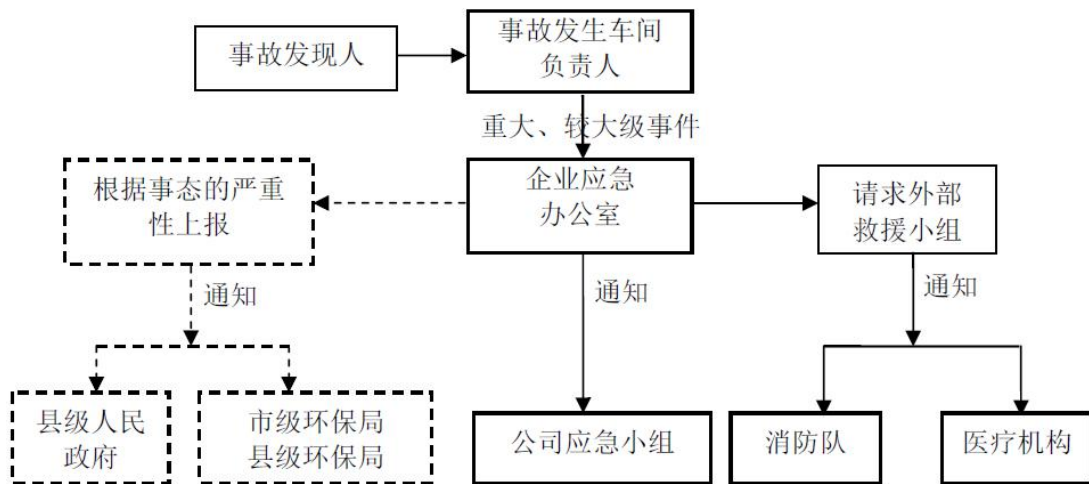 事故发现人
事故发生车间
负责人
重大、较大级事件
根据事态的严重
性上报
企业应急
办公室
请求外部
救援小组
通知
通知
通知
县级人民
政府
市级环保局
县级环保局
公司应急小组
消防队
医疗机构